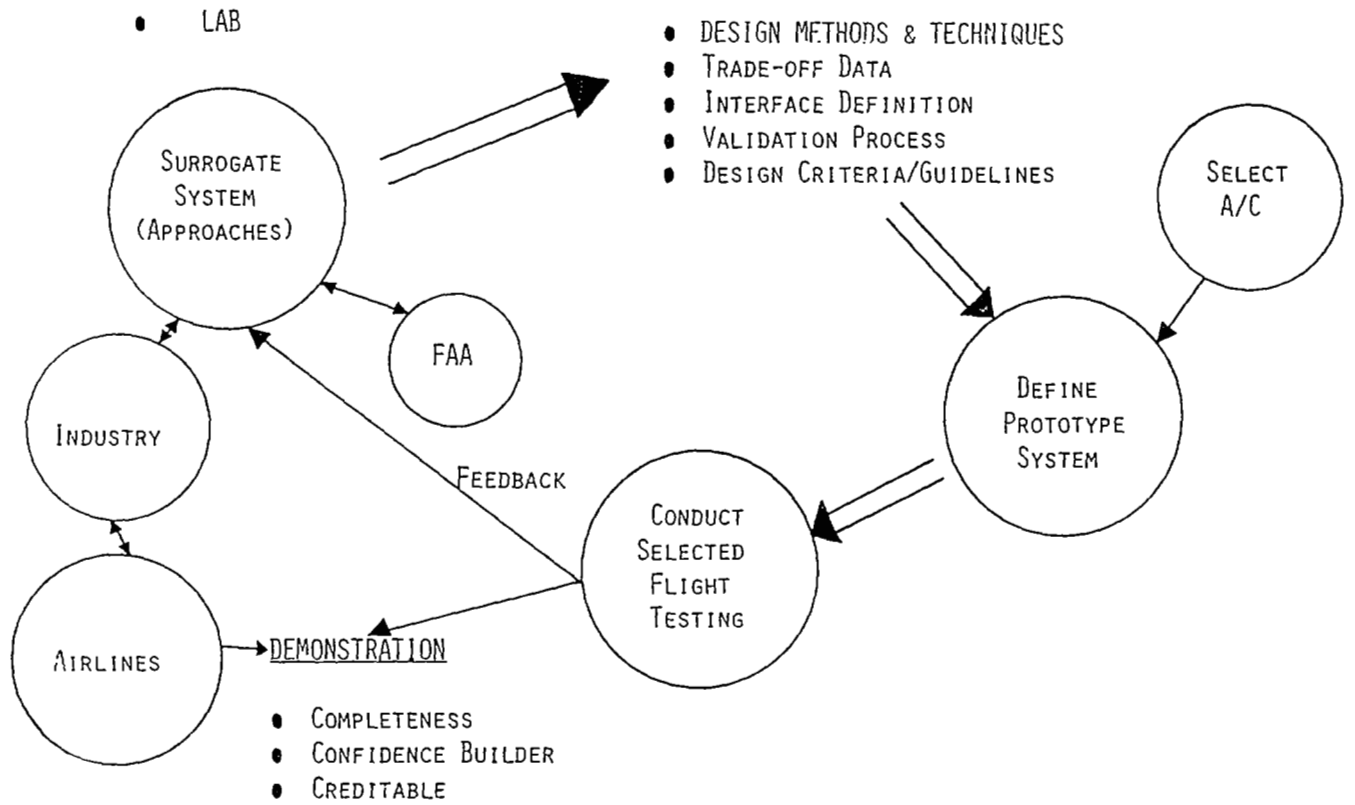 • LAB
• DESIGN METHODS & TECHNIQUES
• TRADE-OFF DATA
• INTERFACE DEFINITION
• VALIDATION PROCESS
• DESIGN CRITERIA/GUIDELINES
SURROGATE
SYSTEM
(APPROACHES)
SELECT
A/C
FAA
INDUSTRY
DEFINE
PROTOTYPE
SYSTEM
FEEDBACK
CONDUCT
SELECTED
FLIGHT
TESTING
AIRLINES
DEMONSTRATION
• COMPLETENESS
• CONFIDENCE BUILDER
• CREDITABLE